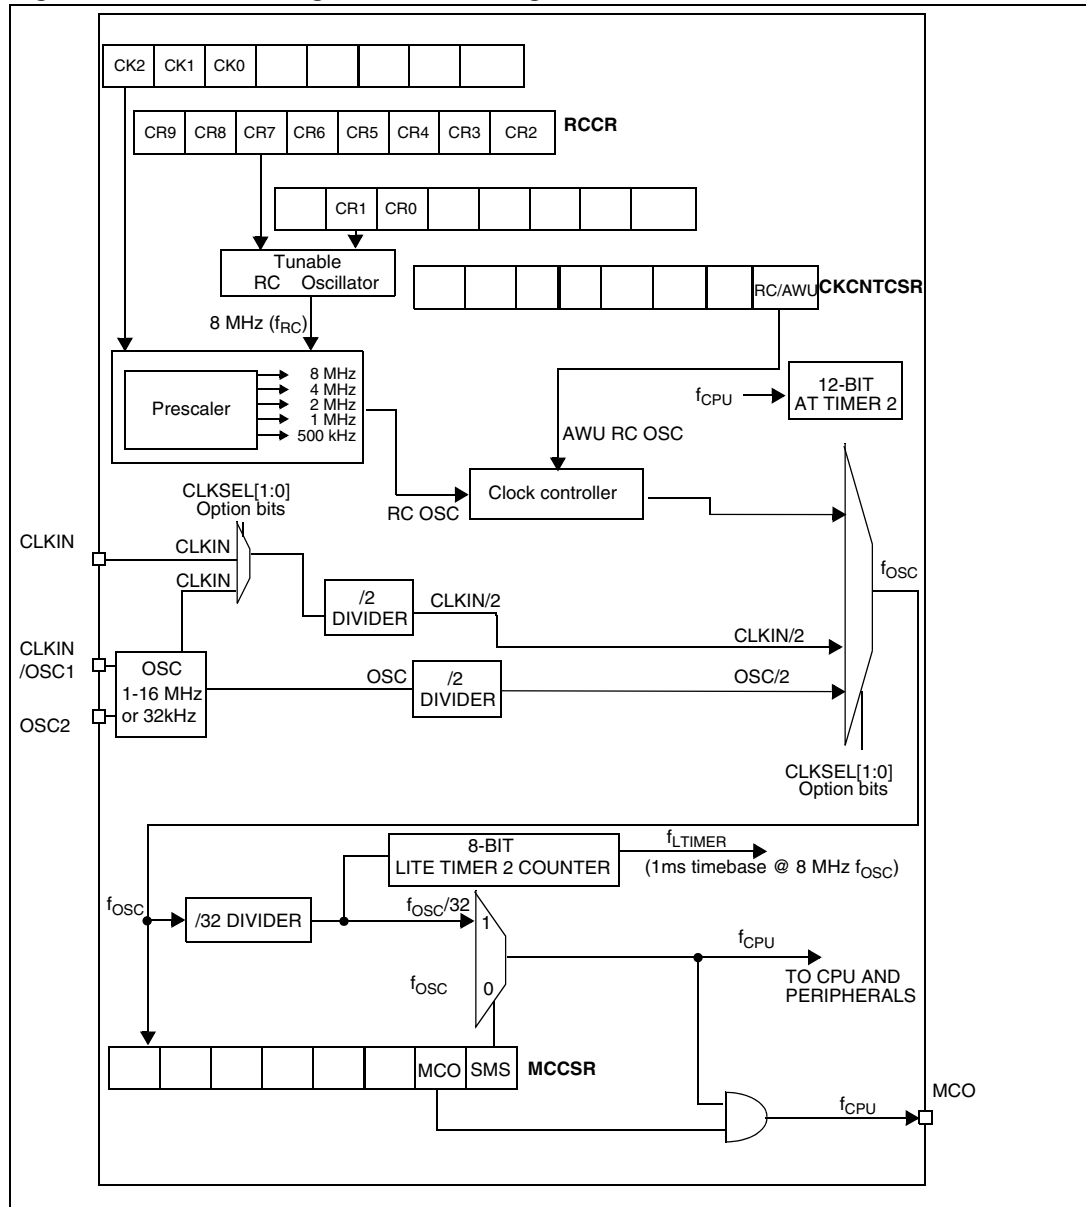 CK2 CK1 CK0
CR9 CR8 CR7 CR6 CR5 CR4 CR3 CR2 RCCR
CR1 CR0
Tunable
RC Oscillator
RC/AWU CKCNTCSR
8 MHz (fRC)
8 MHz
4 MHz
2 MHz
1 MHz
500 kHz
Prescaler
fCPU
12-BIT
AT TIMER 2
AWU RC OSC
Clock controller
RC OSC
CLKSEL[1:0]
Option bits
CLKIN
CLKIN
CLKIN
fOSC
/2
DIVIDER
CLKIN/2
CLKIN/2
CLKIN
/OSC1
OSC
1-16 MHz
or 32kHz
OSC
/2
DIVIDER
OSC/2
OSC2
CLKSEL[1:0]
Option bits
8-BIT
LITE TIMER 2 COUNTER
fLTIMER
(1ms timebase @ 8 MHz fOSC)
fOSC
/32 DIVIDER
fOSC/32
1
fCPU
fOSC
0
TO CPU AND
PERIPHERALS
MCO SMS MCCSR
fCPU
MCO